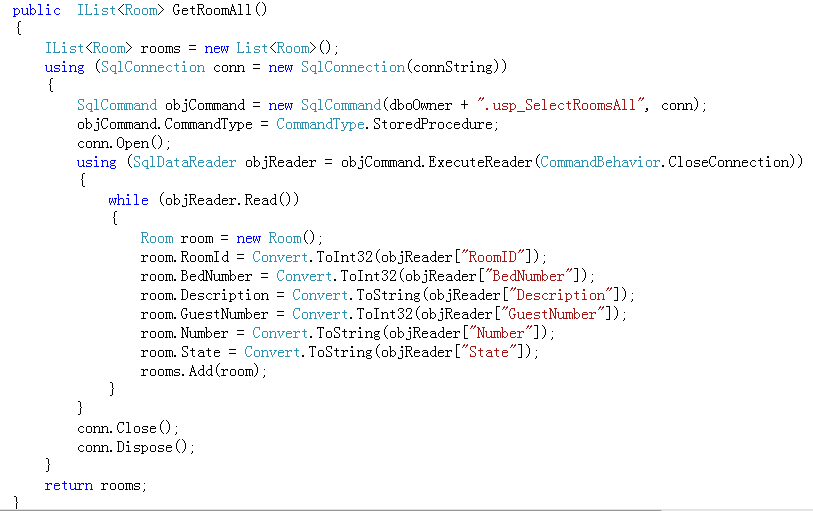 public  IList<Room> GetRoomAll()
{
    IList<Room> rooms = new List<Room>();
    using (SqlConnection conn = new SqlConnection(connString))
    {
        SqlCommand objCommand = new SqlCommand(dboOwner + ".usp_SelectRoomsAll", conn);
        objCommand.CommandType = CommandType.StoredProcedure;
        conn.Open();
        using (SqlDataReader objReader = objCommand.ExecuteReader(CommandBehavior.CloseConnection))
        {
            while (objReader.Read())
            {
                Room room = new Room();
                room.RoomId = Convert.ToInt32(objReader["RoomID"]);
                room.BedNumber = Convert.ToInt32(objReader["BedNumber"]);
                room.Description = Convert.ToString(objReader["Description"]);
                room.GuestNumber = Convert.ToInt32(objReader["GuestNumber"]);
                room.Number = Convert.ToString(objReader["Number"]);
                room.State = Convert.ToString(objReader["State"]);
                rooms.Add(room);
            }
        }
        conn.Close();
        conn.Dispose();
    }
    return rooms;
}